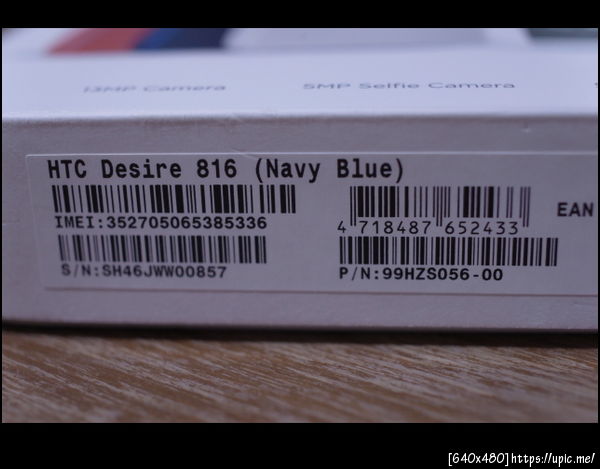 13MP Camera
5MP Selfie Camera
HTC Desire 816 (Navy Blue)
IMEI:352705065385336
4 718487 652433
EAN
S/N:SH46JWW00857
P/N:99HZS056-00
[640x480]https://upic.me/